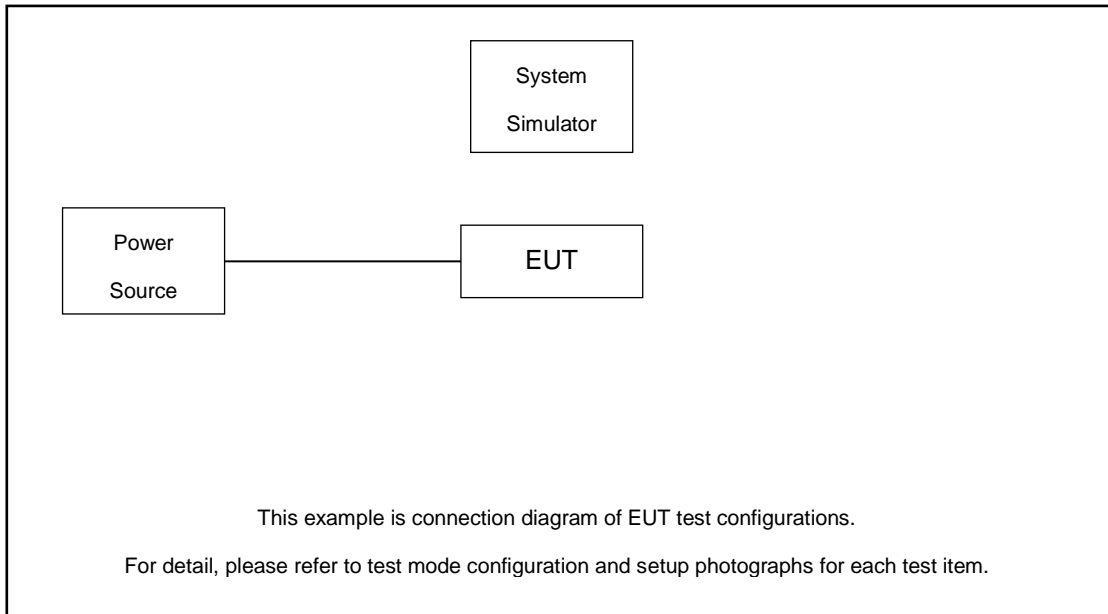 System
Simulator
Power
Source
EUT
This example is connection diagram of EUT test configurations.
For detail, please refer to test mode configuration and setup photographs for each test item.